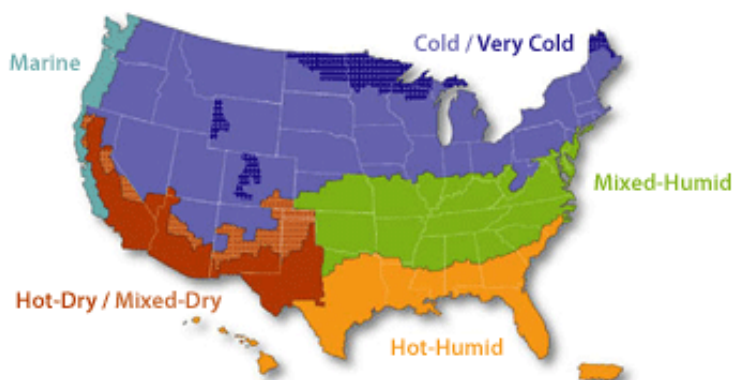 Cold / Very Cold
Marine
Mixed-Humid
Hot-Dry / Mixed-Dry
Hot-Humid